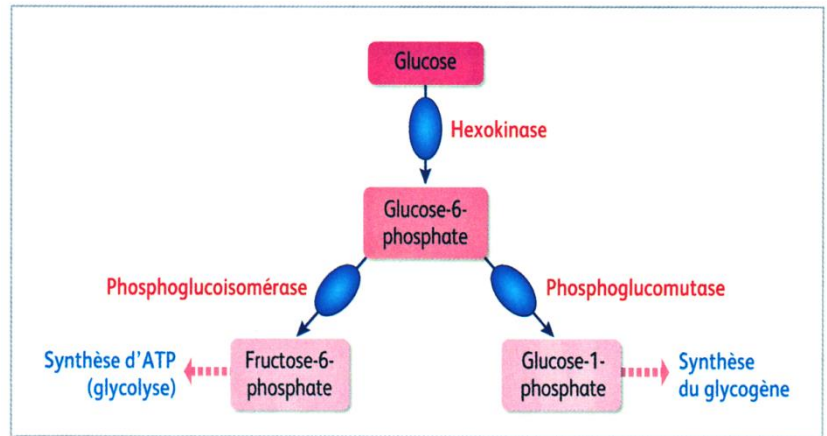 Glucose
Hexokinase
Glucose-6-
phosphate
Phosphoglucoisomérase
Phosphoglucomutase
Synthèse d'ATP
(glycolyse)
Fructose-6-
phosphate
Glucose-1-
phosphate
Synthèse
du glycogène